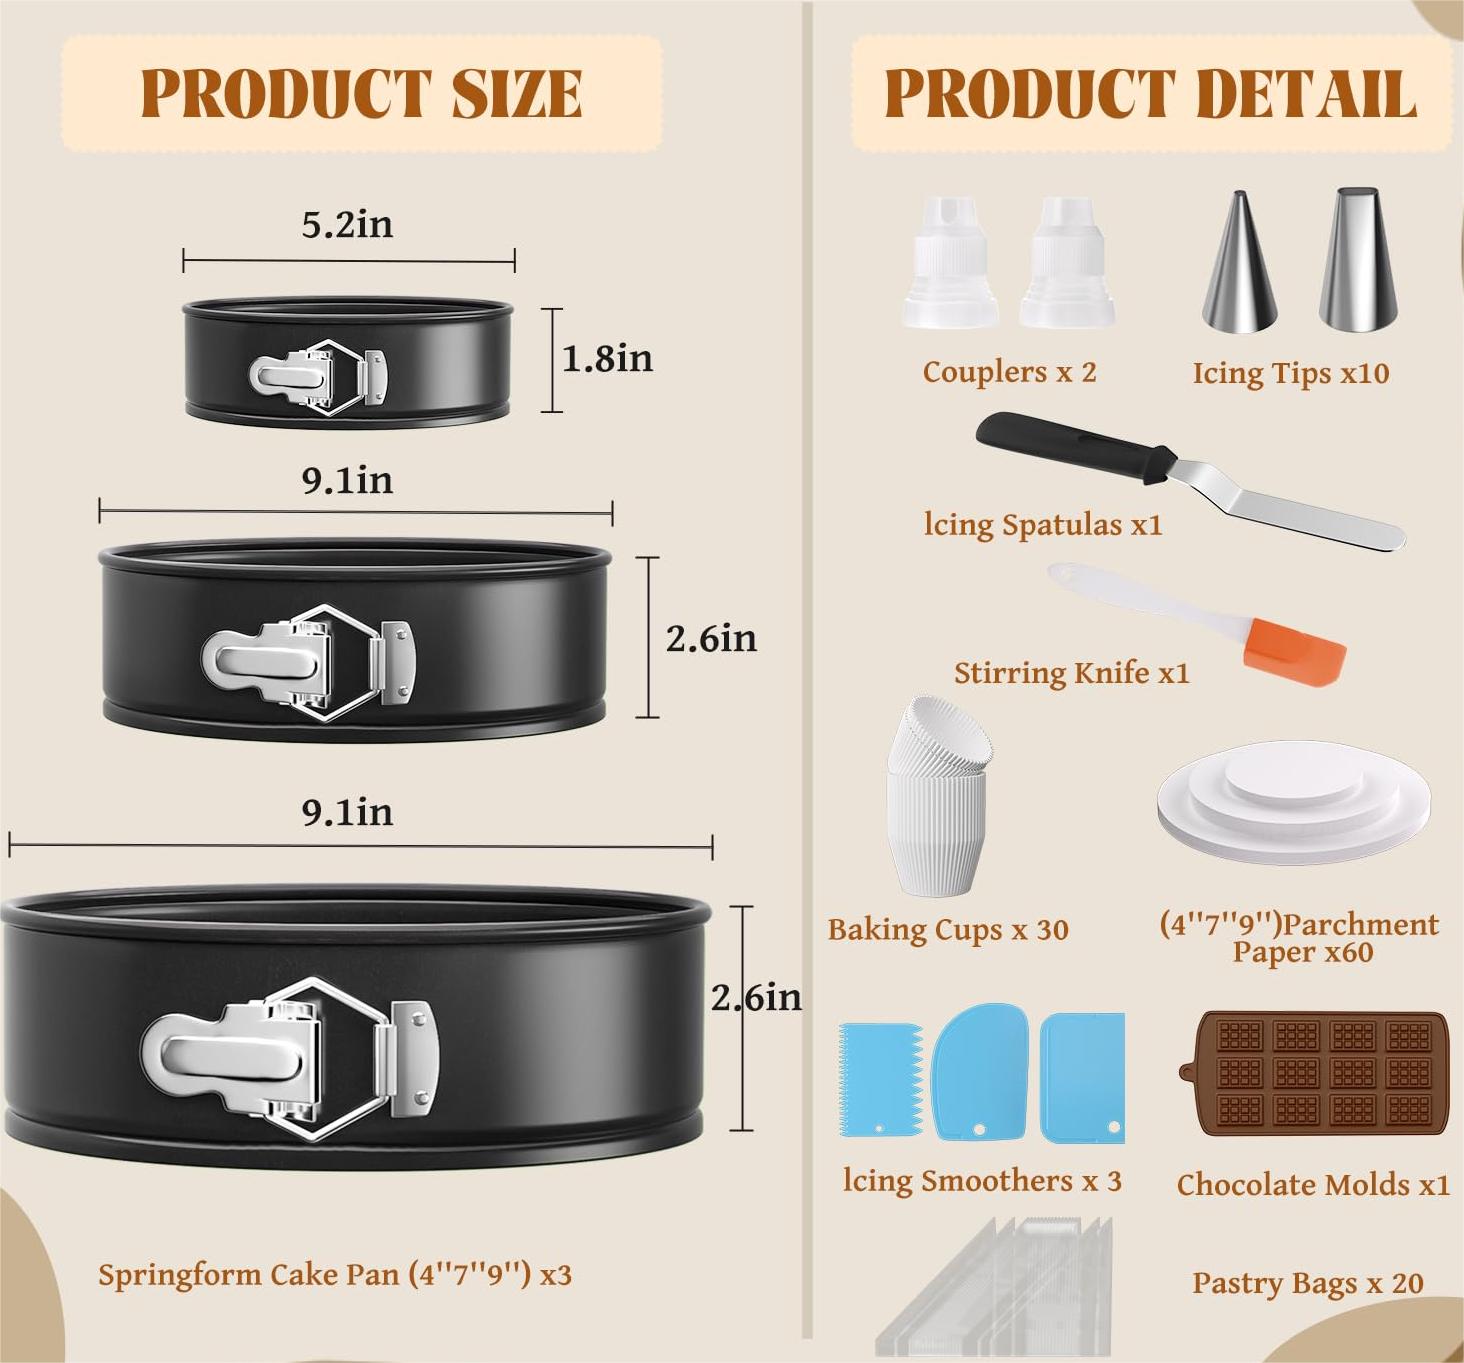 PRODUCT SIZE
5.2in
1.8in
9.1in
2.6in
9.1in
2.6in
Springform Cake Pan (4''7''9'') x3
PRODUCT DETAIL
Couplers x 2
Icing Tips x10
lcing Spatulas x1
Stirring Knife x1
Baking Cups x 30
(4''7''9'')Parchment
Paper x60
lcing Smoothers x 3
Chocolate Molds x1
Pastry Bags x 20